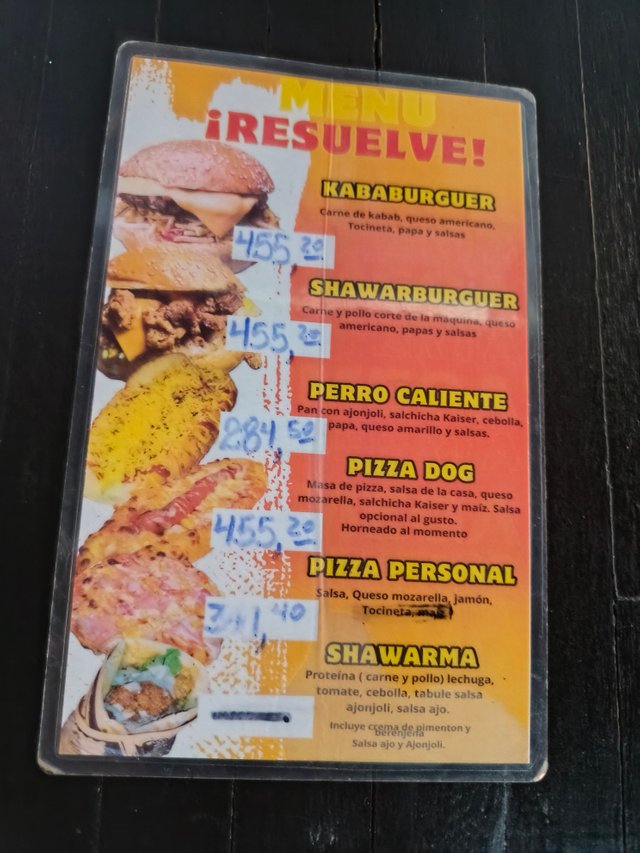 MENU
¡RESUELVE!
KABABURGUER
Carne de kabab, queso americano,
Tocineta, papa y salsas
455,20
SHAWARBURGUER
Carne y pollo corte de la maquina, queso
americano, papas y salsas
455,20
PERRO CALIENTE
Pan con ajonjoli, salchicha Kaiser, cebolla,
papa, queso amarillo y salsas.
284,50
PIZZA DOG
Masa de pizza, salsa de la casa, queso
mozarella, salchicha Kaiser y maíz. Salsa
opcional al gusto.
Horneado al momento
455,20
PIZZA PERSONAL
Salsa, Queso mozarella, jamón,
Tocineta,
341,40
SHAWARMA
Proteína ( carne y pollo) lechuga,
tomate, cebolla, tabule salsa
ajonjoli, salsa ajo.
Incluye crema de pimenton y
berenjena
Salsa ajo y Ajonjoli.